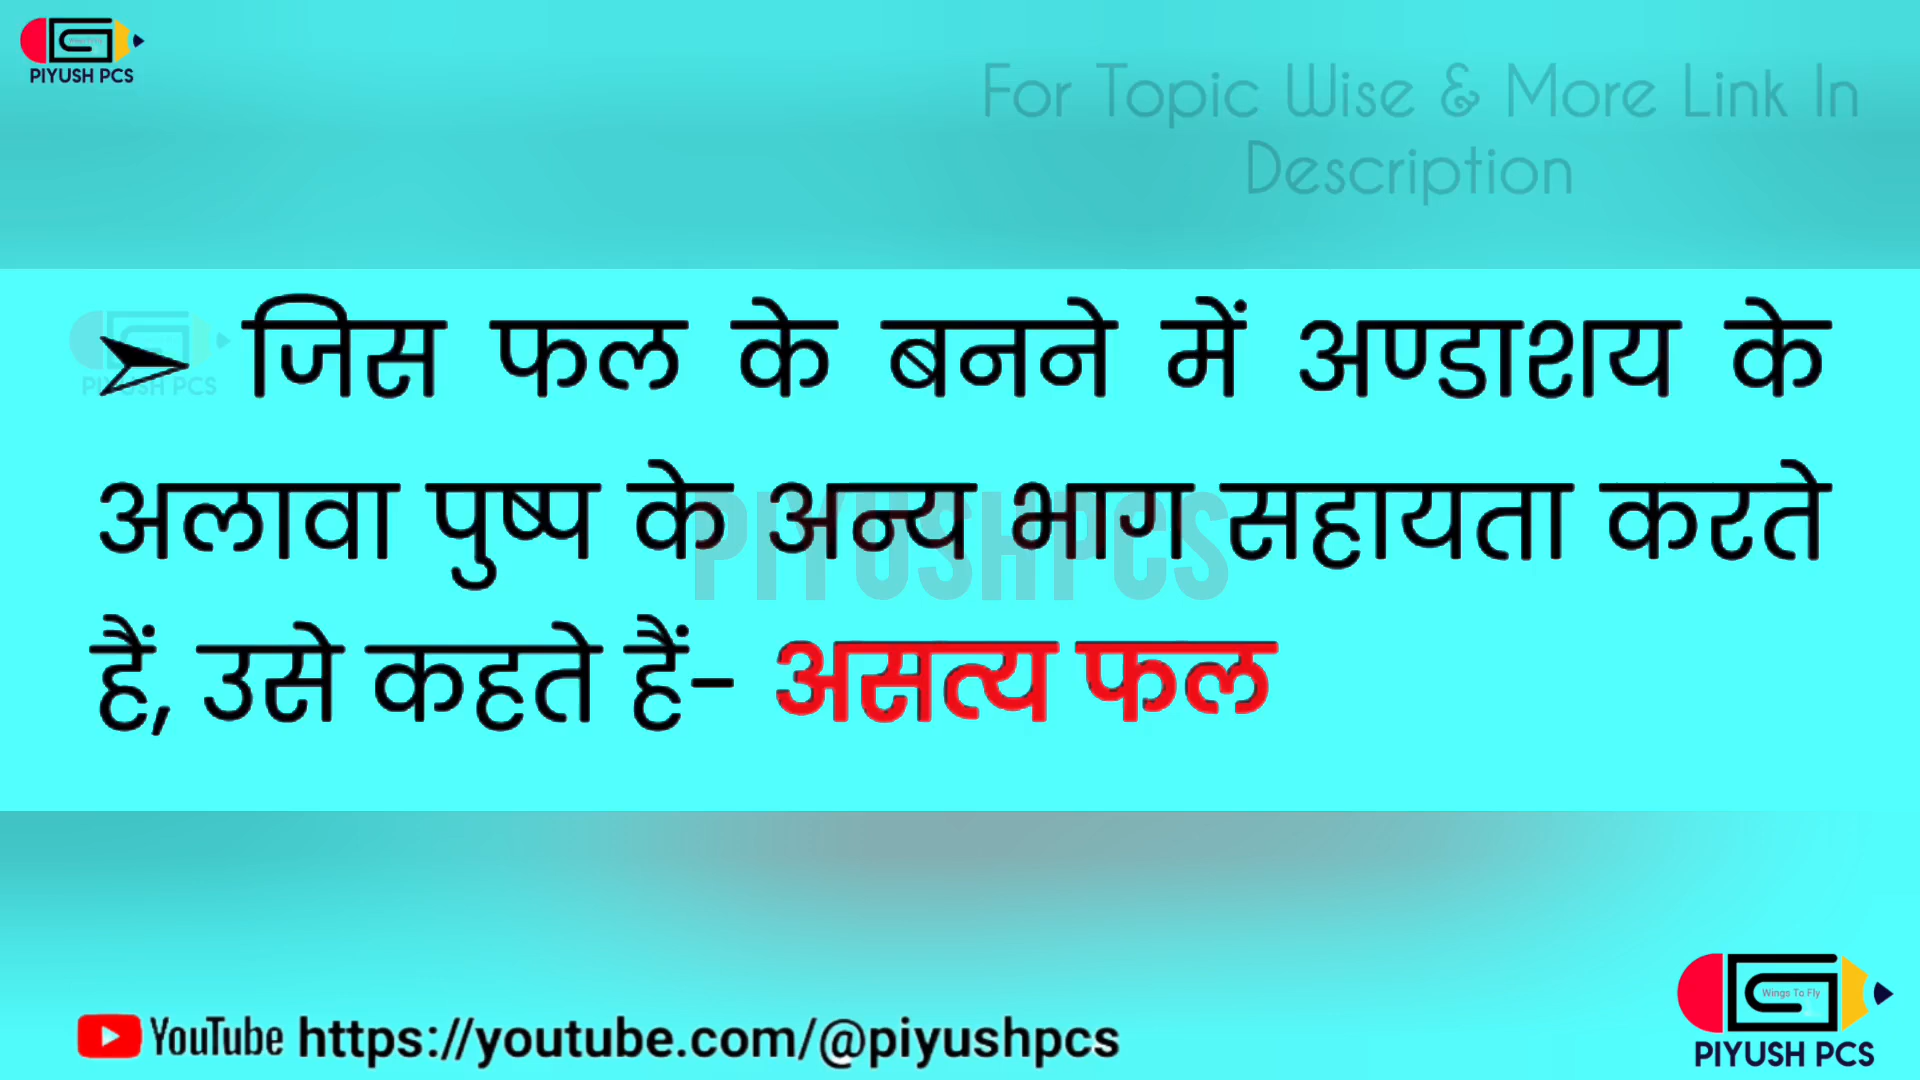 PIYUSH PCS
For Topic Wise & More Link In
Description
➤ जिस फल के बनने में अण्डाशय के
PIYUSH PCS
अलावा पुष्प के अन्य भाग सहायता करते
PIYUSHPCS
हैं, उसे कहते हैं- असत्य फल
Wings To Fly
YouTube https://youtube.com/@piyushpcs
PIYUSH PCS